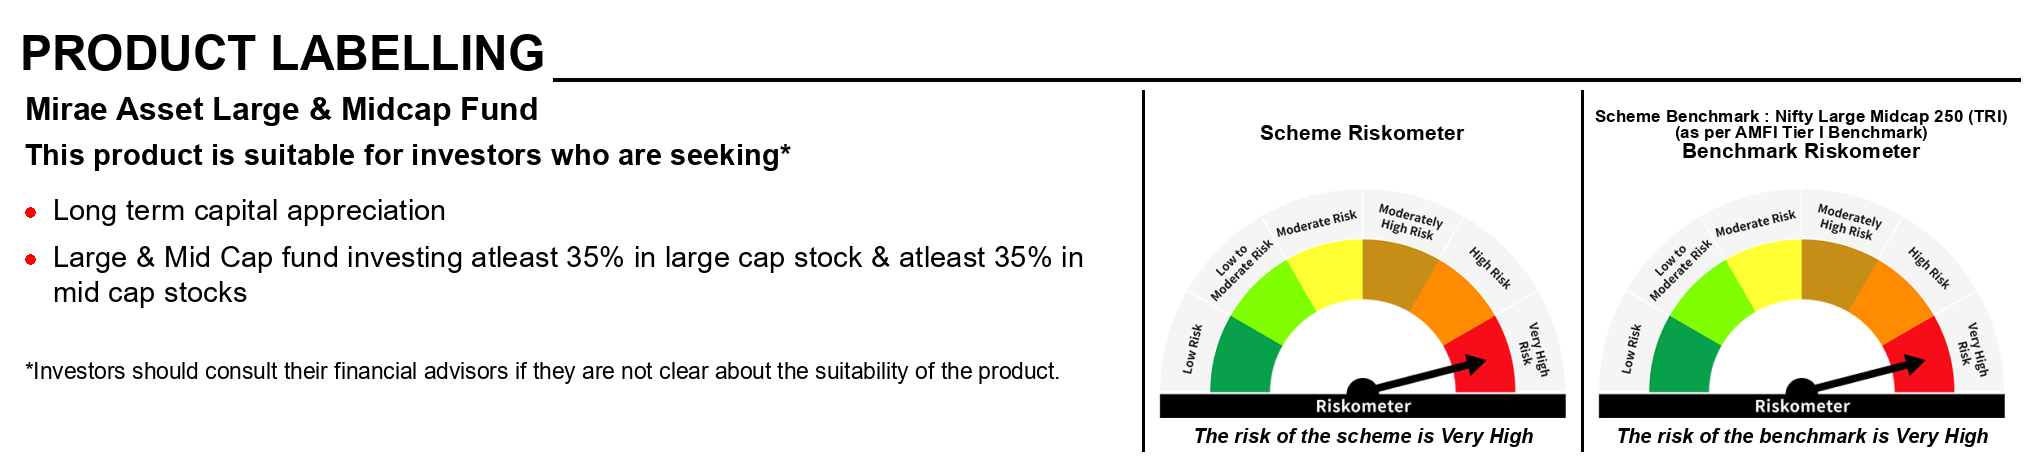 PRODUCT LABELLING
Mirae Asset Large & Midcap Fund
This product is suitable for investors who are seeking*
• Long term capital appreciation
• Large & Mid Cap fund investing atleast 35% in large cap stock & atleast 35% in
mid cap stocks
*Investors should consult their financial advisors if they are not clear about the suitability of the product.
Scheme Riskometer
Low Risk
Low to
Moderate Risk
Moderate Risk
Moderately
High Risk
High Risk
Very High
Risk
Riskometer
The risk of the scheme is Very High
Scheme Benchmark : Nifty Large Midcap 250 (TRI)
(as per AMFI Tier I Benchmark)
Benchmark Riskometer
Low Risk
Low to
Moderate Risk
Moderate Risk
Moderately
High Risk
High Risk
Very High
Risk
Riskometer
The risk of the benchmark is Very High